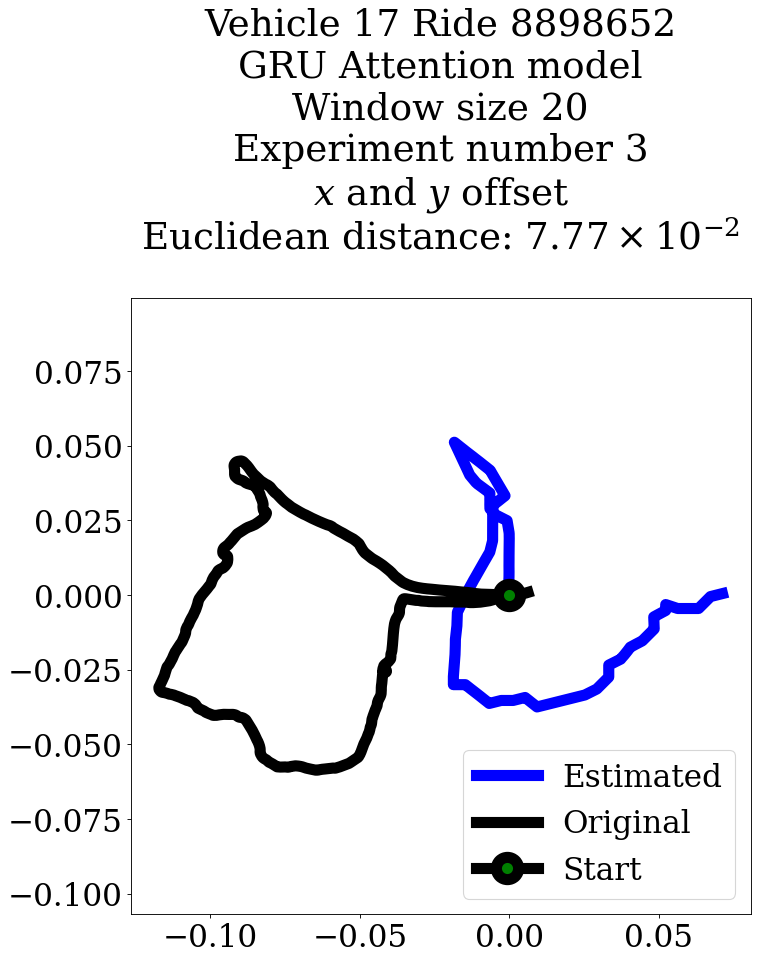 Vehicle 17 Ride 8898652
GRU Attention model
Window size 20
Experiment number 3
x and y offset
Euclidean distance: 7.77 × 10⁻²
0.075
0.050
0.025
0.000
−0.025
−0.050
−0.075
−0.100
−0.10
−0.05
0.00
0.05
Estimated
Original
Start